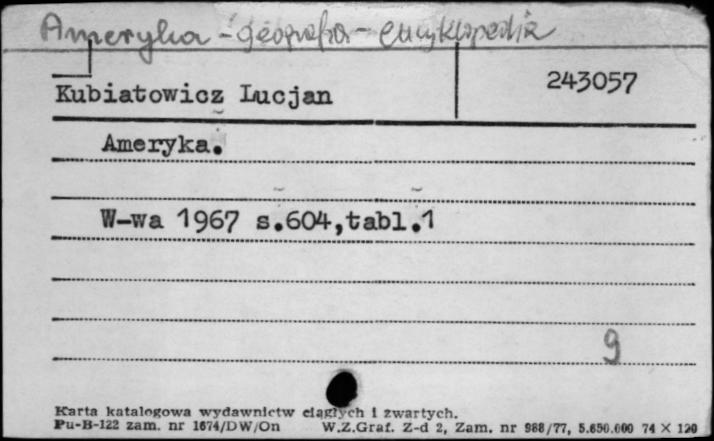 Ameryka - geografia - encyklopedia
243057
Kubiatowicz Lucjan
Ameryka.
W-wa 1967 s.604,tabl.1
9
Karta katalogowa wydawnictw ciągłych i zwartych.
Pu-B-122 zam. nr 1674/DW/On W.Z.Graf. Z-d 2, Zam. nr 988/77, 5.650.000 74 X 120